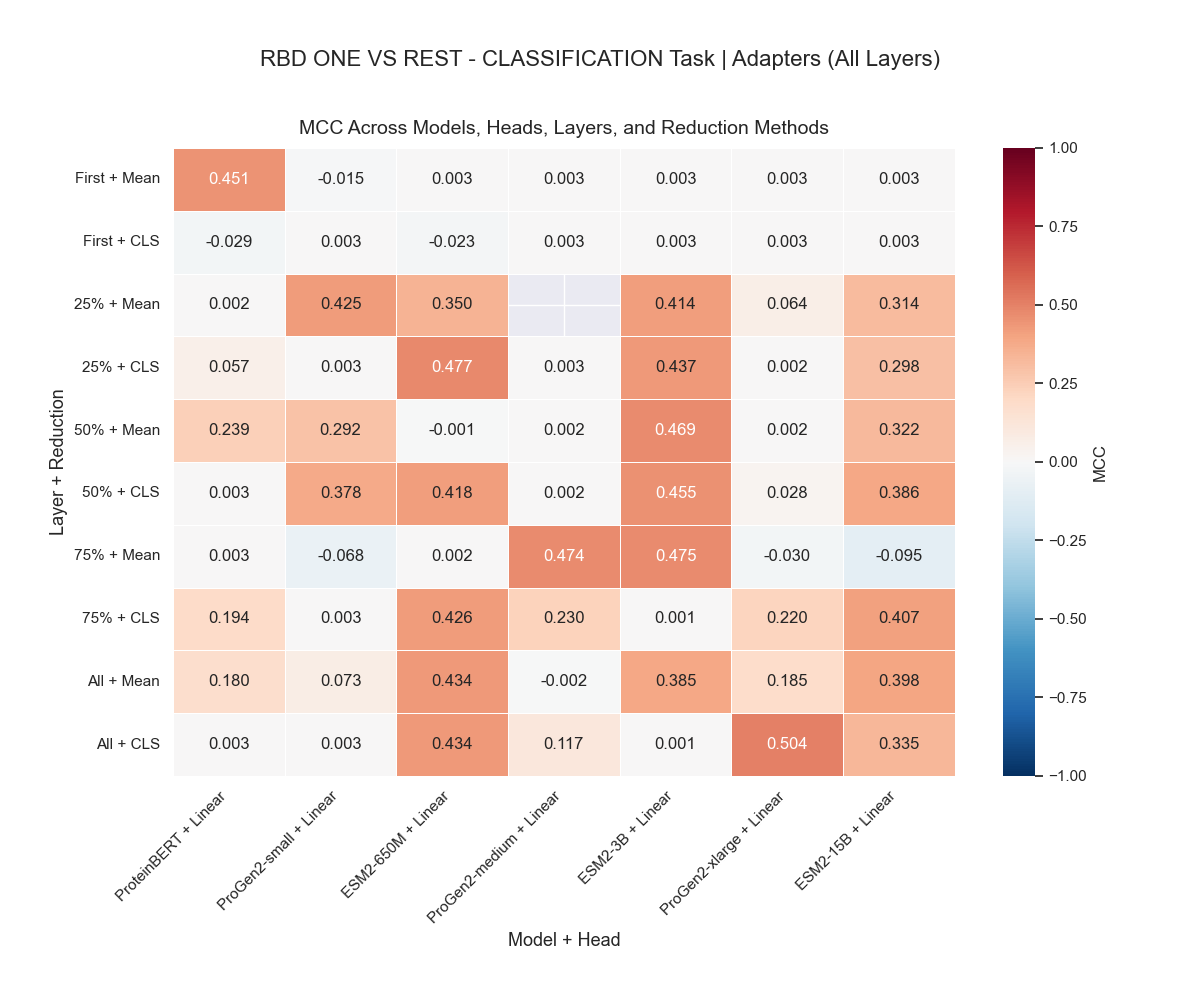 RBD ONE VS REST - CLASSIFICATION Task | Adapters (All Layers)
MCC Across Models, Heads, Layers, and Reduction Methods
Layer + Reduction
First + Mean 0.451 -0.015 0.003 0.003 0.003 0.003 0.003
First + CLS -0.029 0.003 -0.023 0.003 0.003 0.003 0.003
25% + Mean 0.002 0.425 0.350 0.414 0.064 0.314
25% + CLS 0.057 0.003 0.477 0.003 0.437 0.002 0.298
50% + Mean 0.239 0.292 -0.001 0.002 0.469 0.002 0.322
50% + CLS 0.003 0.378 0.418 0.002 0.455 0.028 0.386
75% + Mean 0.003 -0.068 0.002 0.474 0.475 -0.030 -0.095
75% + CLS 0.194 0.003 0.426 0.230 0.001 0.220 0.407
All + Mean 0.180 0.073 0.434 -0.002 0.385 0.185 0.398
All + CLS 0.003 0.003 0.434 0.117 0.001 0.504 0.335
ProteinBERT + Linear
ProGen2-small + Linear
ESM2-650M + Linear
ProGen2-medium + Linear
ESM2-3B + Linear
ProGen2-xlarge + Linear
ESM2-15B + Linear
Model + Head
1.00
0.75
0.50
0.25
0.00
−0.25
−0.50
−0.75
−1.00
MCC